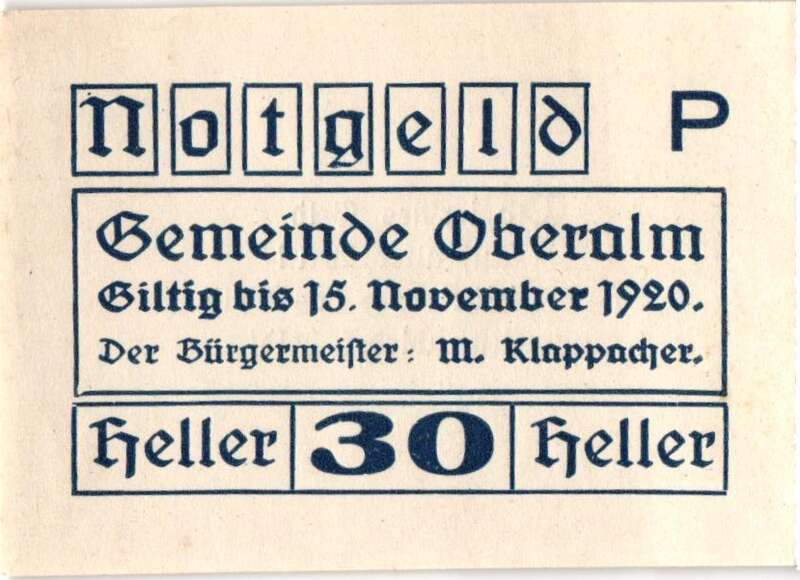 Notgeld P
Gemeinde Oberalm
Giltig bis 15. November 1920.
Der Bürgermeister: M. Klappacher.
Heller 30 Heller